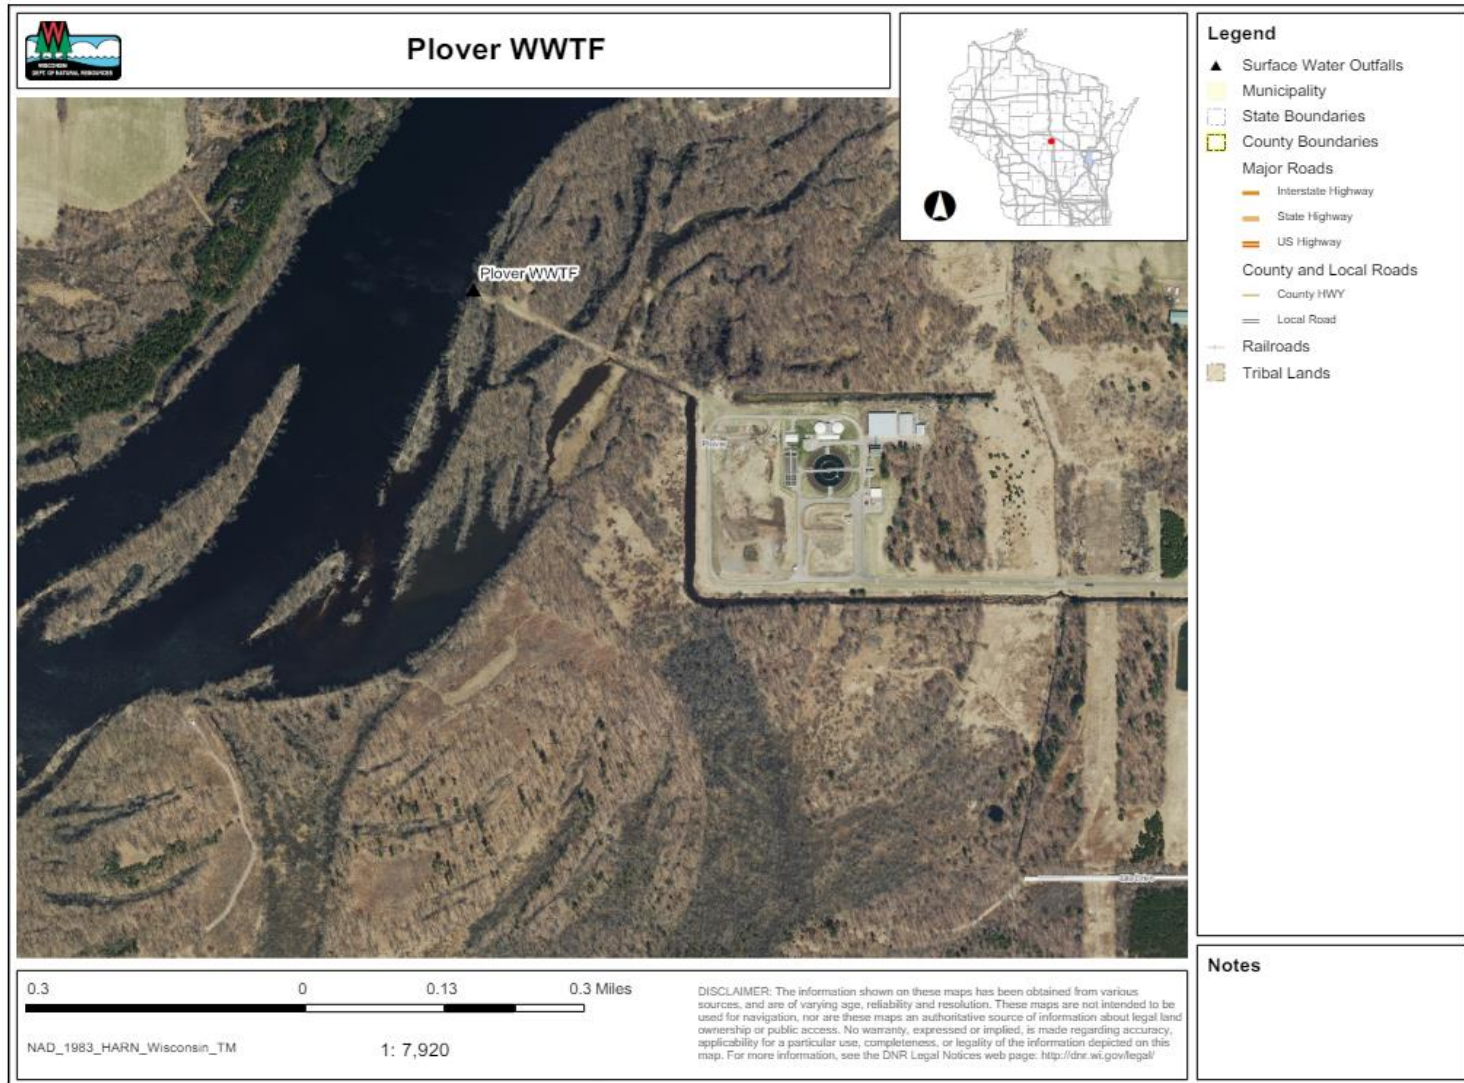 WISCONSIN
DEPT. OF NATURAL RESOURCES
Plover WWTF
Legend
Surface Water Outfalls
Municipality
State Boundaries
County Boundaries
Major Roads
Interstate Highway
State Highway
US Highway
County and Local Roads
County HWY
Local Road
Railroads
Tribal Lands
Plover WWTF
Plover
Notes
0.3 0 0.13 0.3 Miles
NAD_1983_HARN_Wisconsin_TM
1: 7,920
DISCLAIMER: The information shown on these maps has been obtained from various
sources, and are of varying age, reliability and resolution. These maps are not intended to be
used for navigation, nor are these maps an authoritative source of information about legal land
ownership or public access. No warranty, expressed or implied, is made regarding accuracy,
applicability for a particular use, completeness, or legality of the information depicted on this
map. For more information, see the DNR Legal Notices web page: http://dnr.wi.gov/legal/